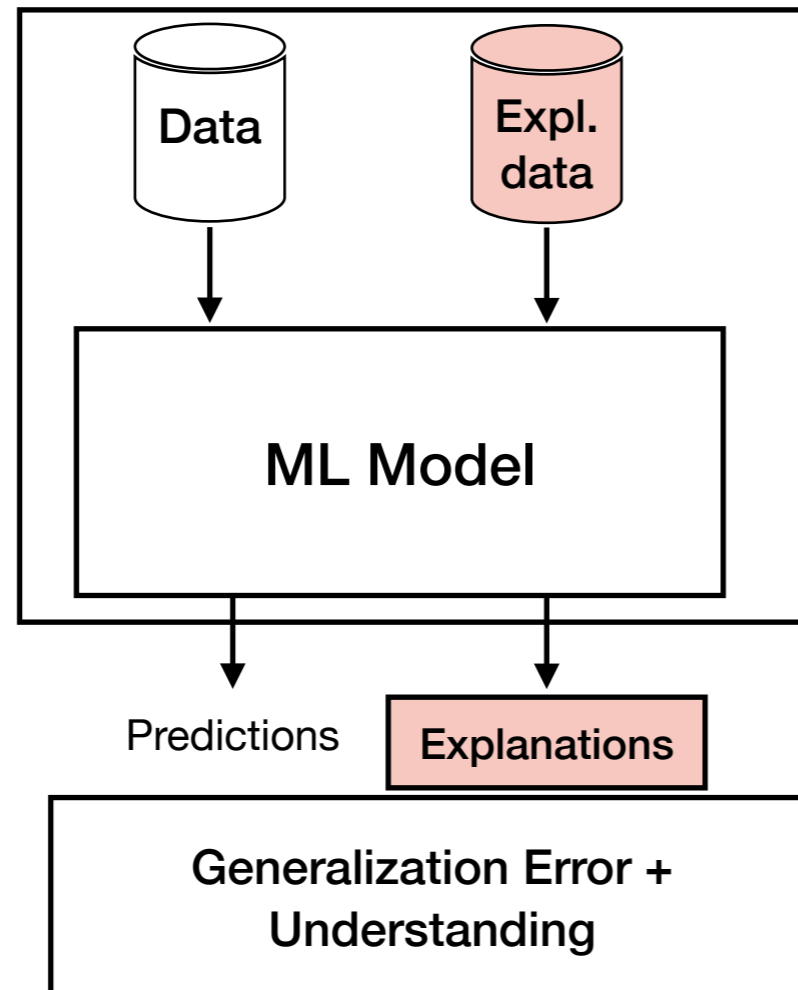 Data
Expl.
data
ML Model
Predictions
Explanations
Generalization Error +
Understanding